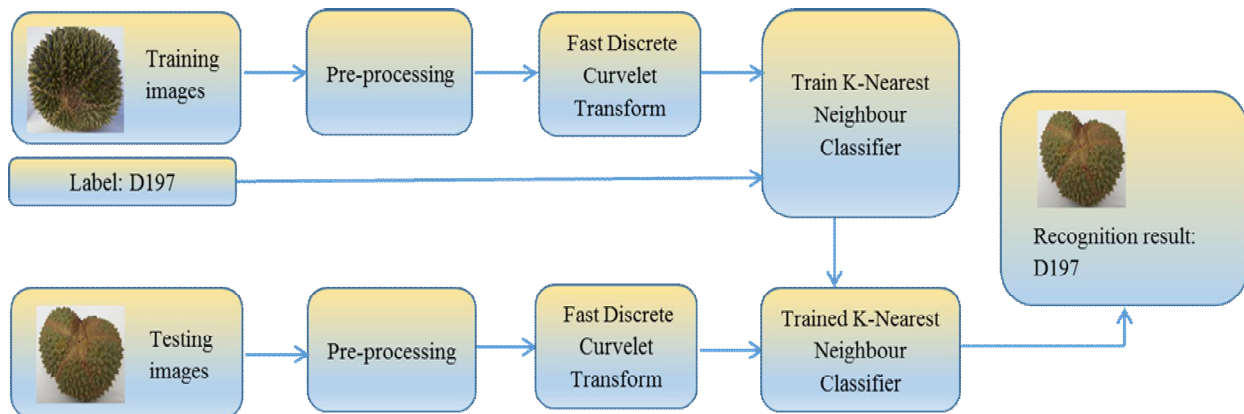 Training
images
Pre-processing
Fast Discrete
Curvelet
Transform
Train K-Nearest
Neighbour
Classifier
Label: D197
Recognition result:
D197
Testing
images
Pre-processing
Fast Discrete
Curvelet
Transform
Trained K-Nearest
Neighbour
Classifier